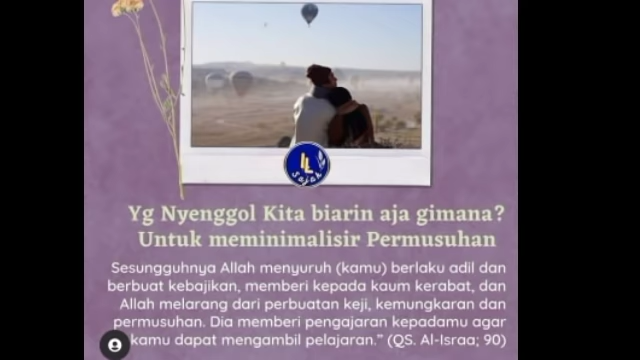 LL
Sajak
Yg Nyenggol Kita biarin aja gimana?
Untuk meminimalisir Permusuhan
Sesungguhnya Allah menyuruh (kamu) berlaku adil dan
berbuat kebajikan, memberi kepada kaum kerabat, dan
Allah melarang dari perbuatan keji, kemungkaran dan
permusuhan. Dia memberi pengajaran kepadamu agar
kamu dapat mengambil pelajaran.” (QS. Al-Israa; 90)